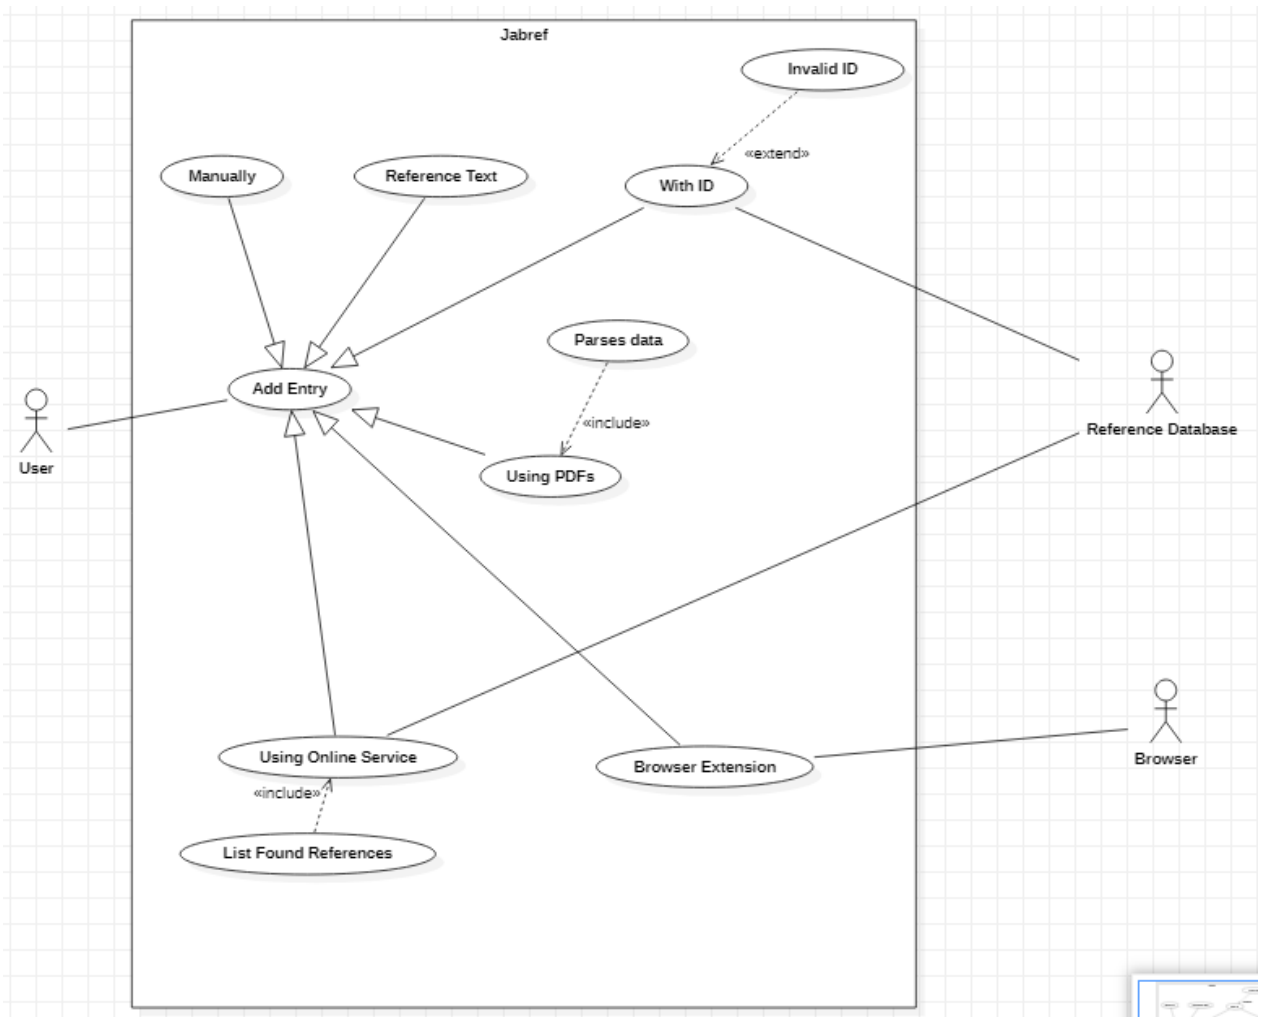 Jabref
Invalid ID
«extend»
Manually
Reference Text
With ID
Parses data
Add Entry
«include»
Reference Database
User
Using PDFs
Using Online Service
Browser Extension
Browser
«include»
List Found References